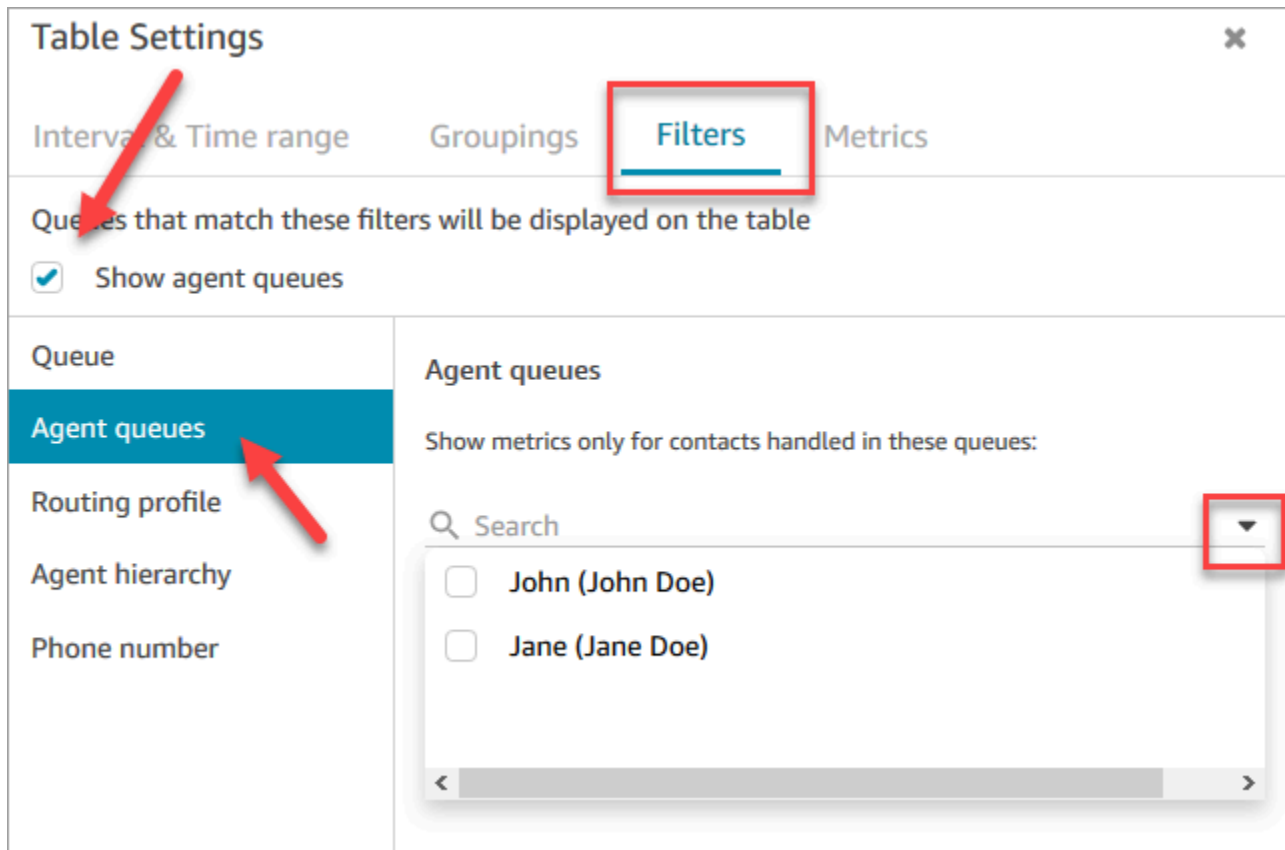 Table Settings
Interval & Time range Groupings Filters Metrics
Queues that match these filters will be displayed on the table
Show agent queues
Queue
Agent queues
Routing profile
Agent hierarchy
Phone number
Agent queues
Show metrics only for contacts handled in these queues:
Search
John (John Doe)
Jane (Jane Doe)